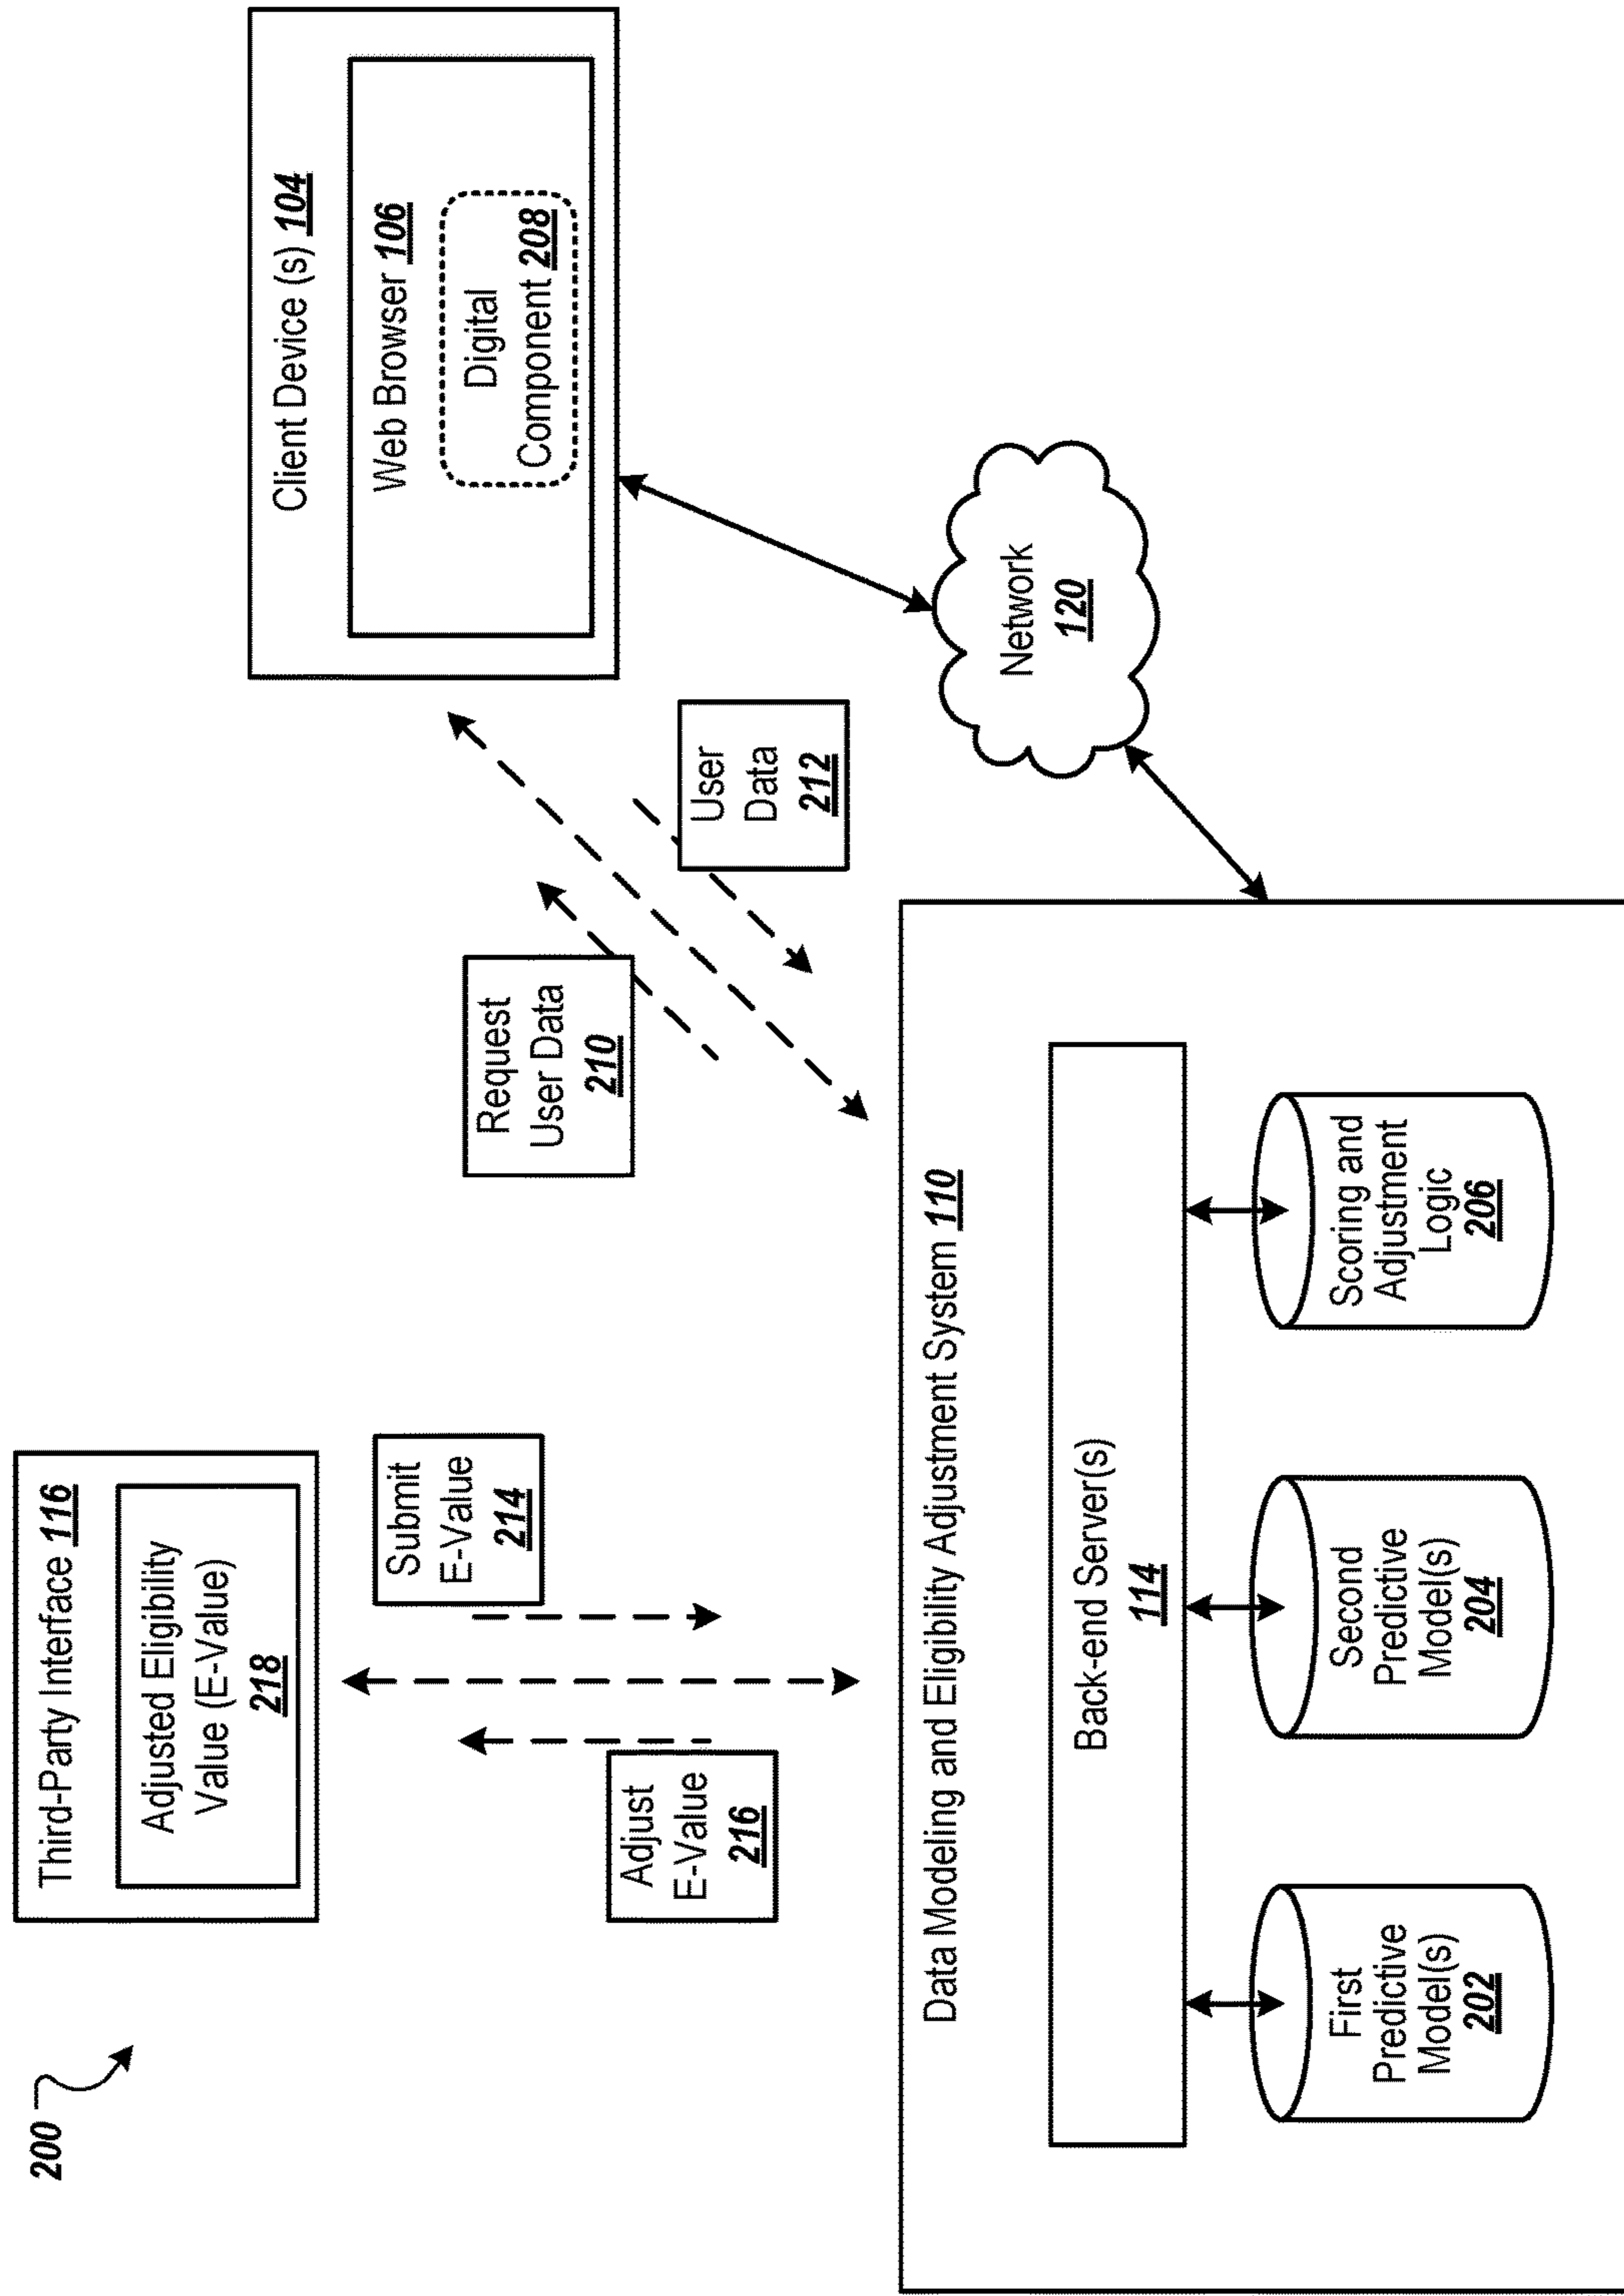 200
Third-Party Interface 116
Adjusted Eligibility
Value (E-Value)
218
Client Device (s) 104
Web Browser 106
Digital
Component 208
Submit
E-Value
214
Adjust
E-Value
216
Request
User Data
210
User
Data
212
Network
120
Data Modeling and Eligibility Adjustment System 110
Back-end Server(s)
114
First
Predictive
Model(s)
202
Second
Predictive
Model(s)
204
Scoring and
Adjustment
Logic
206